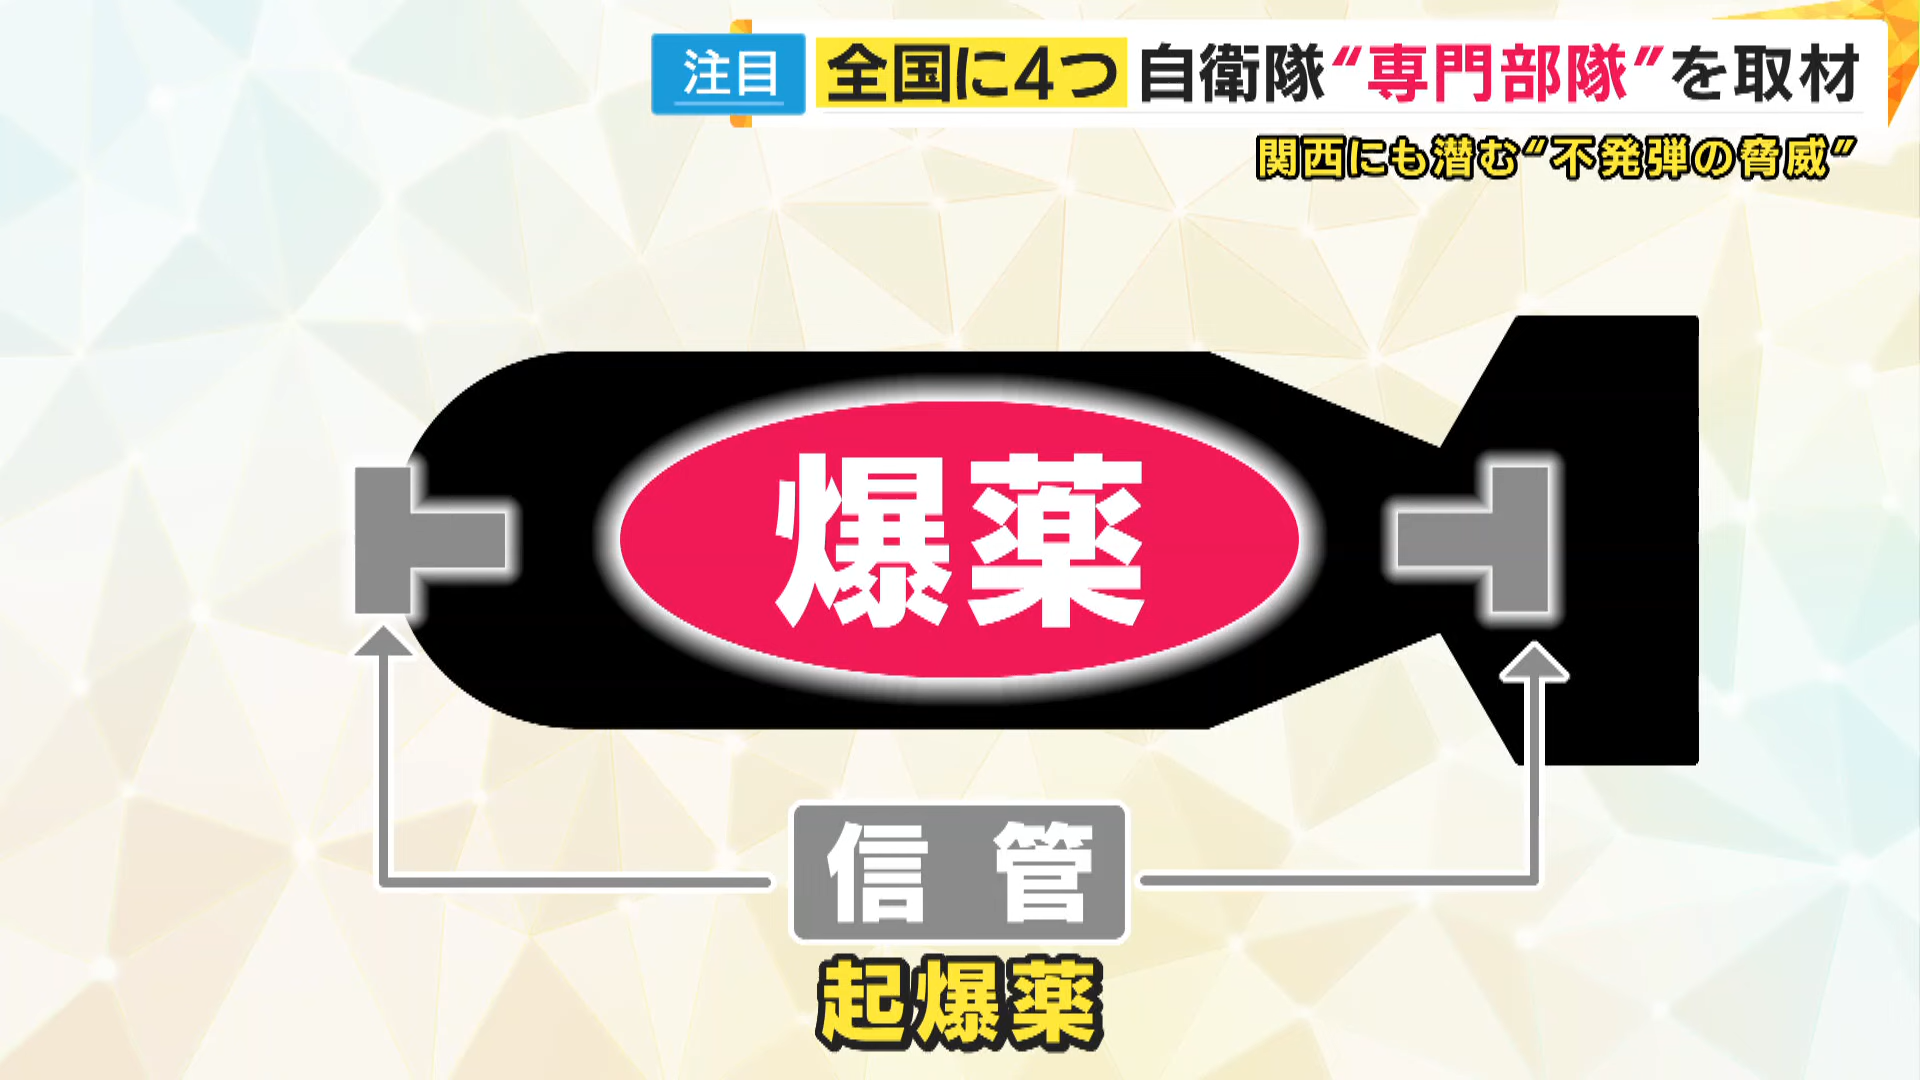 注目 全国に4つ 自衛隊“専門部隊”を取材
関西にも潜む“不発弾の脅威”
爆薬
信管
起爆薬